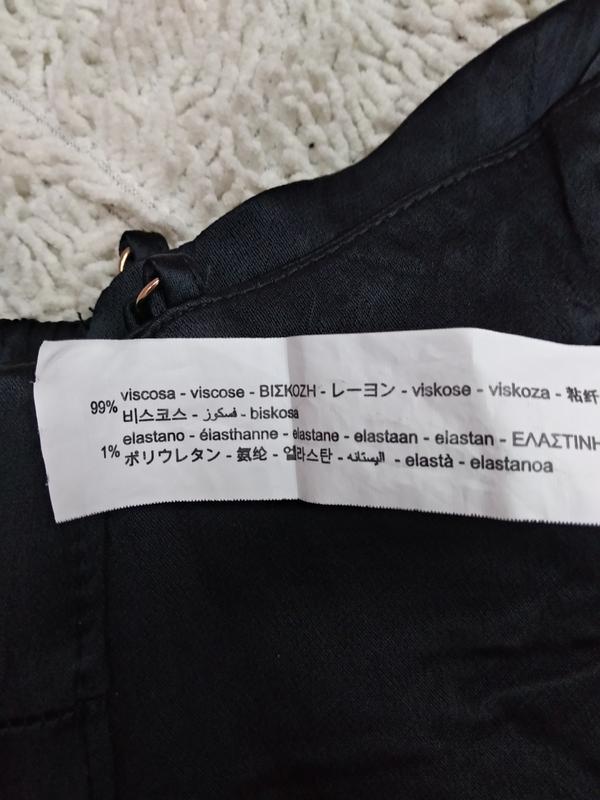 99% viscosa - viscose - ΒΙΣΚΟΖΗ - レーヨン - viskose - viskoza - 粘纤
비스코스 - فسكوز - biskosa
1% elastano - élasthanne - elastane - elastaan - elastan - ΕΛΑΣΤΙΝΗ
ポリウレタン - 氨纶 - 얼라스탄 - اليستانه - elastà - elastanoa